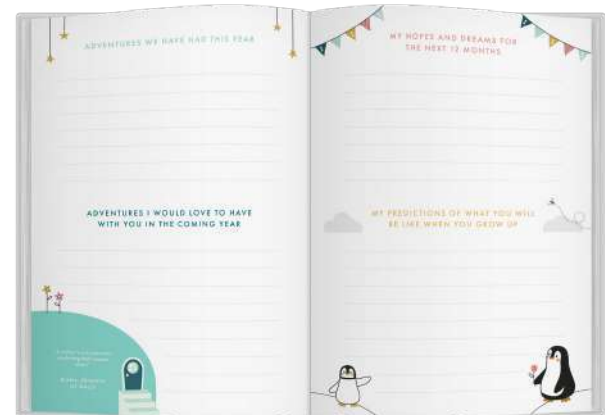 ADVENTURES WE HAVE HAD THIS YEAR
ADVENTURES I WOULD LOVE TO HAVE
WITH YOU IN THE COMING YEAR
MY HOPES AND DREAMS FOR
THE NEXT 12 MONTHS
MY PREDICTIONS OF WHAT YOU WILL
BE LIKE WHEN YOU GROW UP